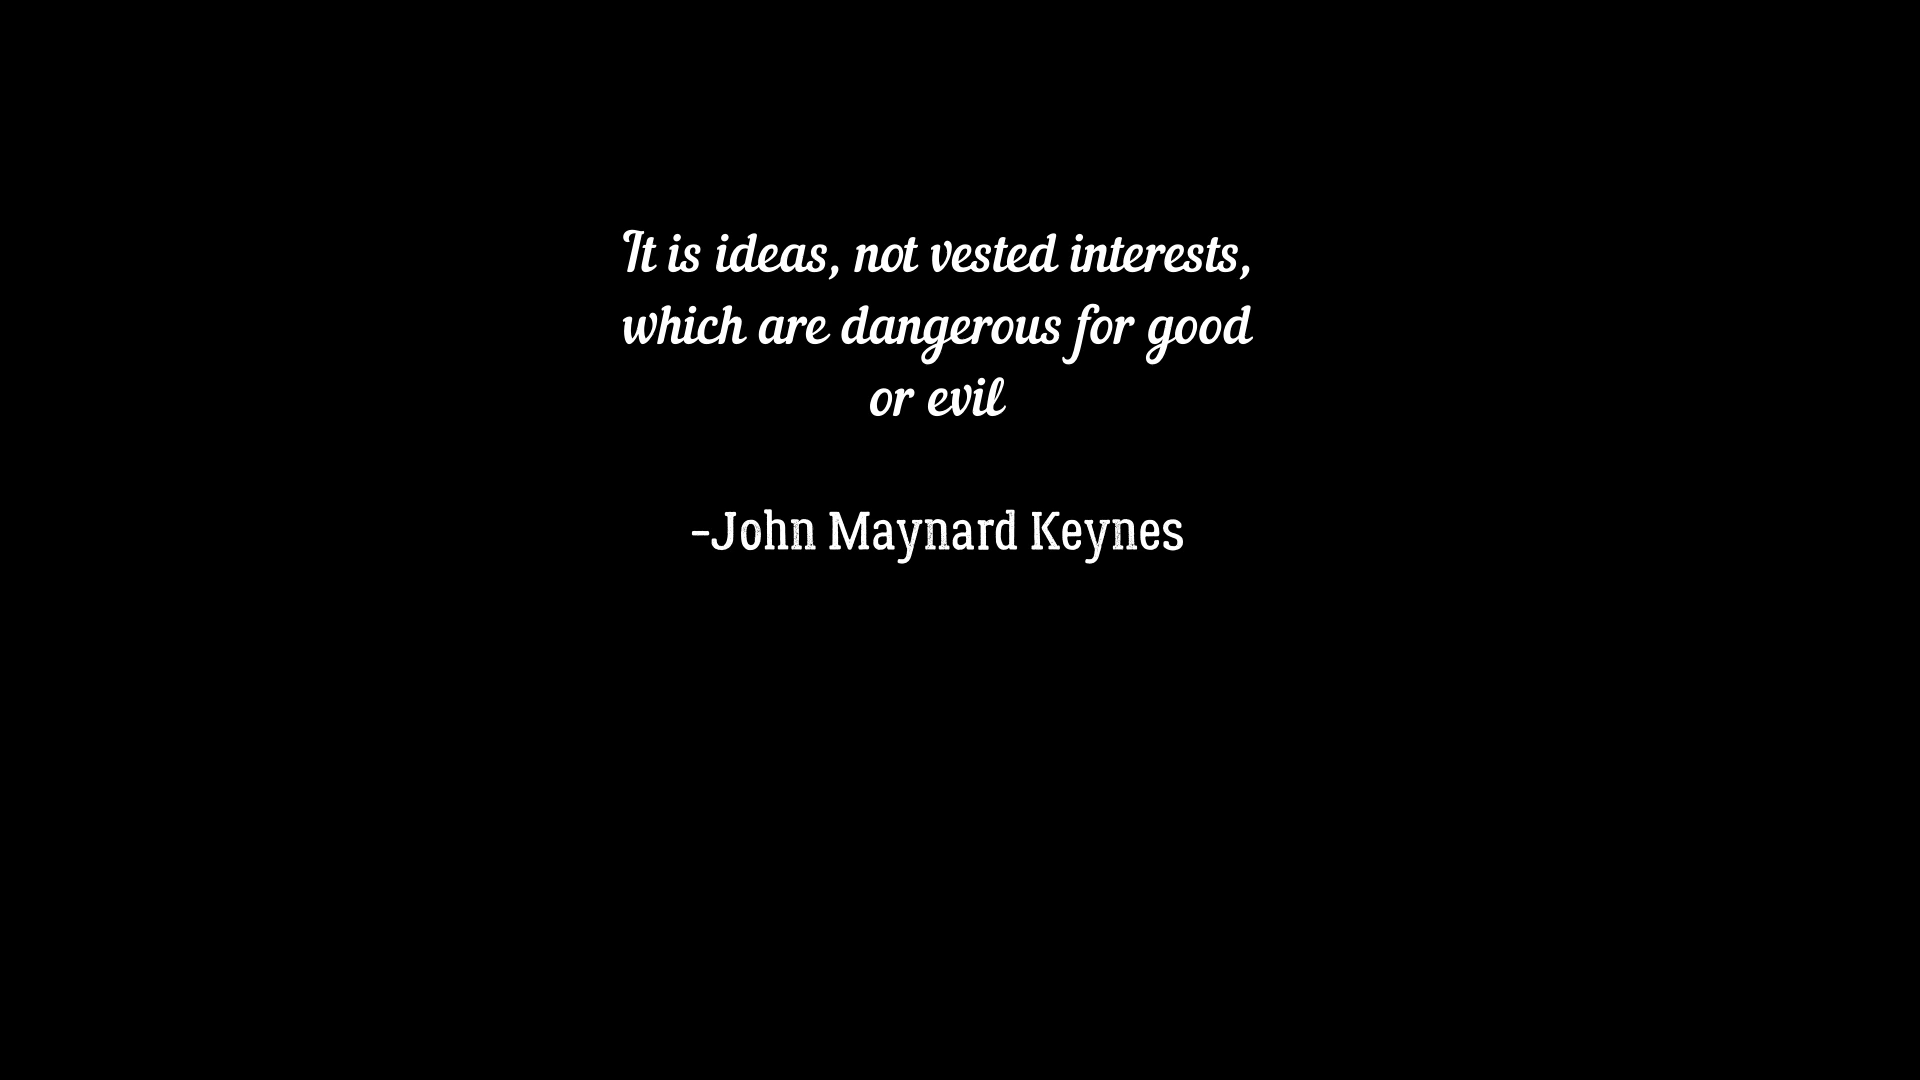 It is ideas, not vested interests,
which are dangerous for good
or evil
-John Maynard Keynes